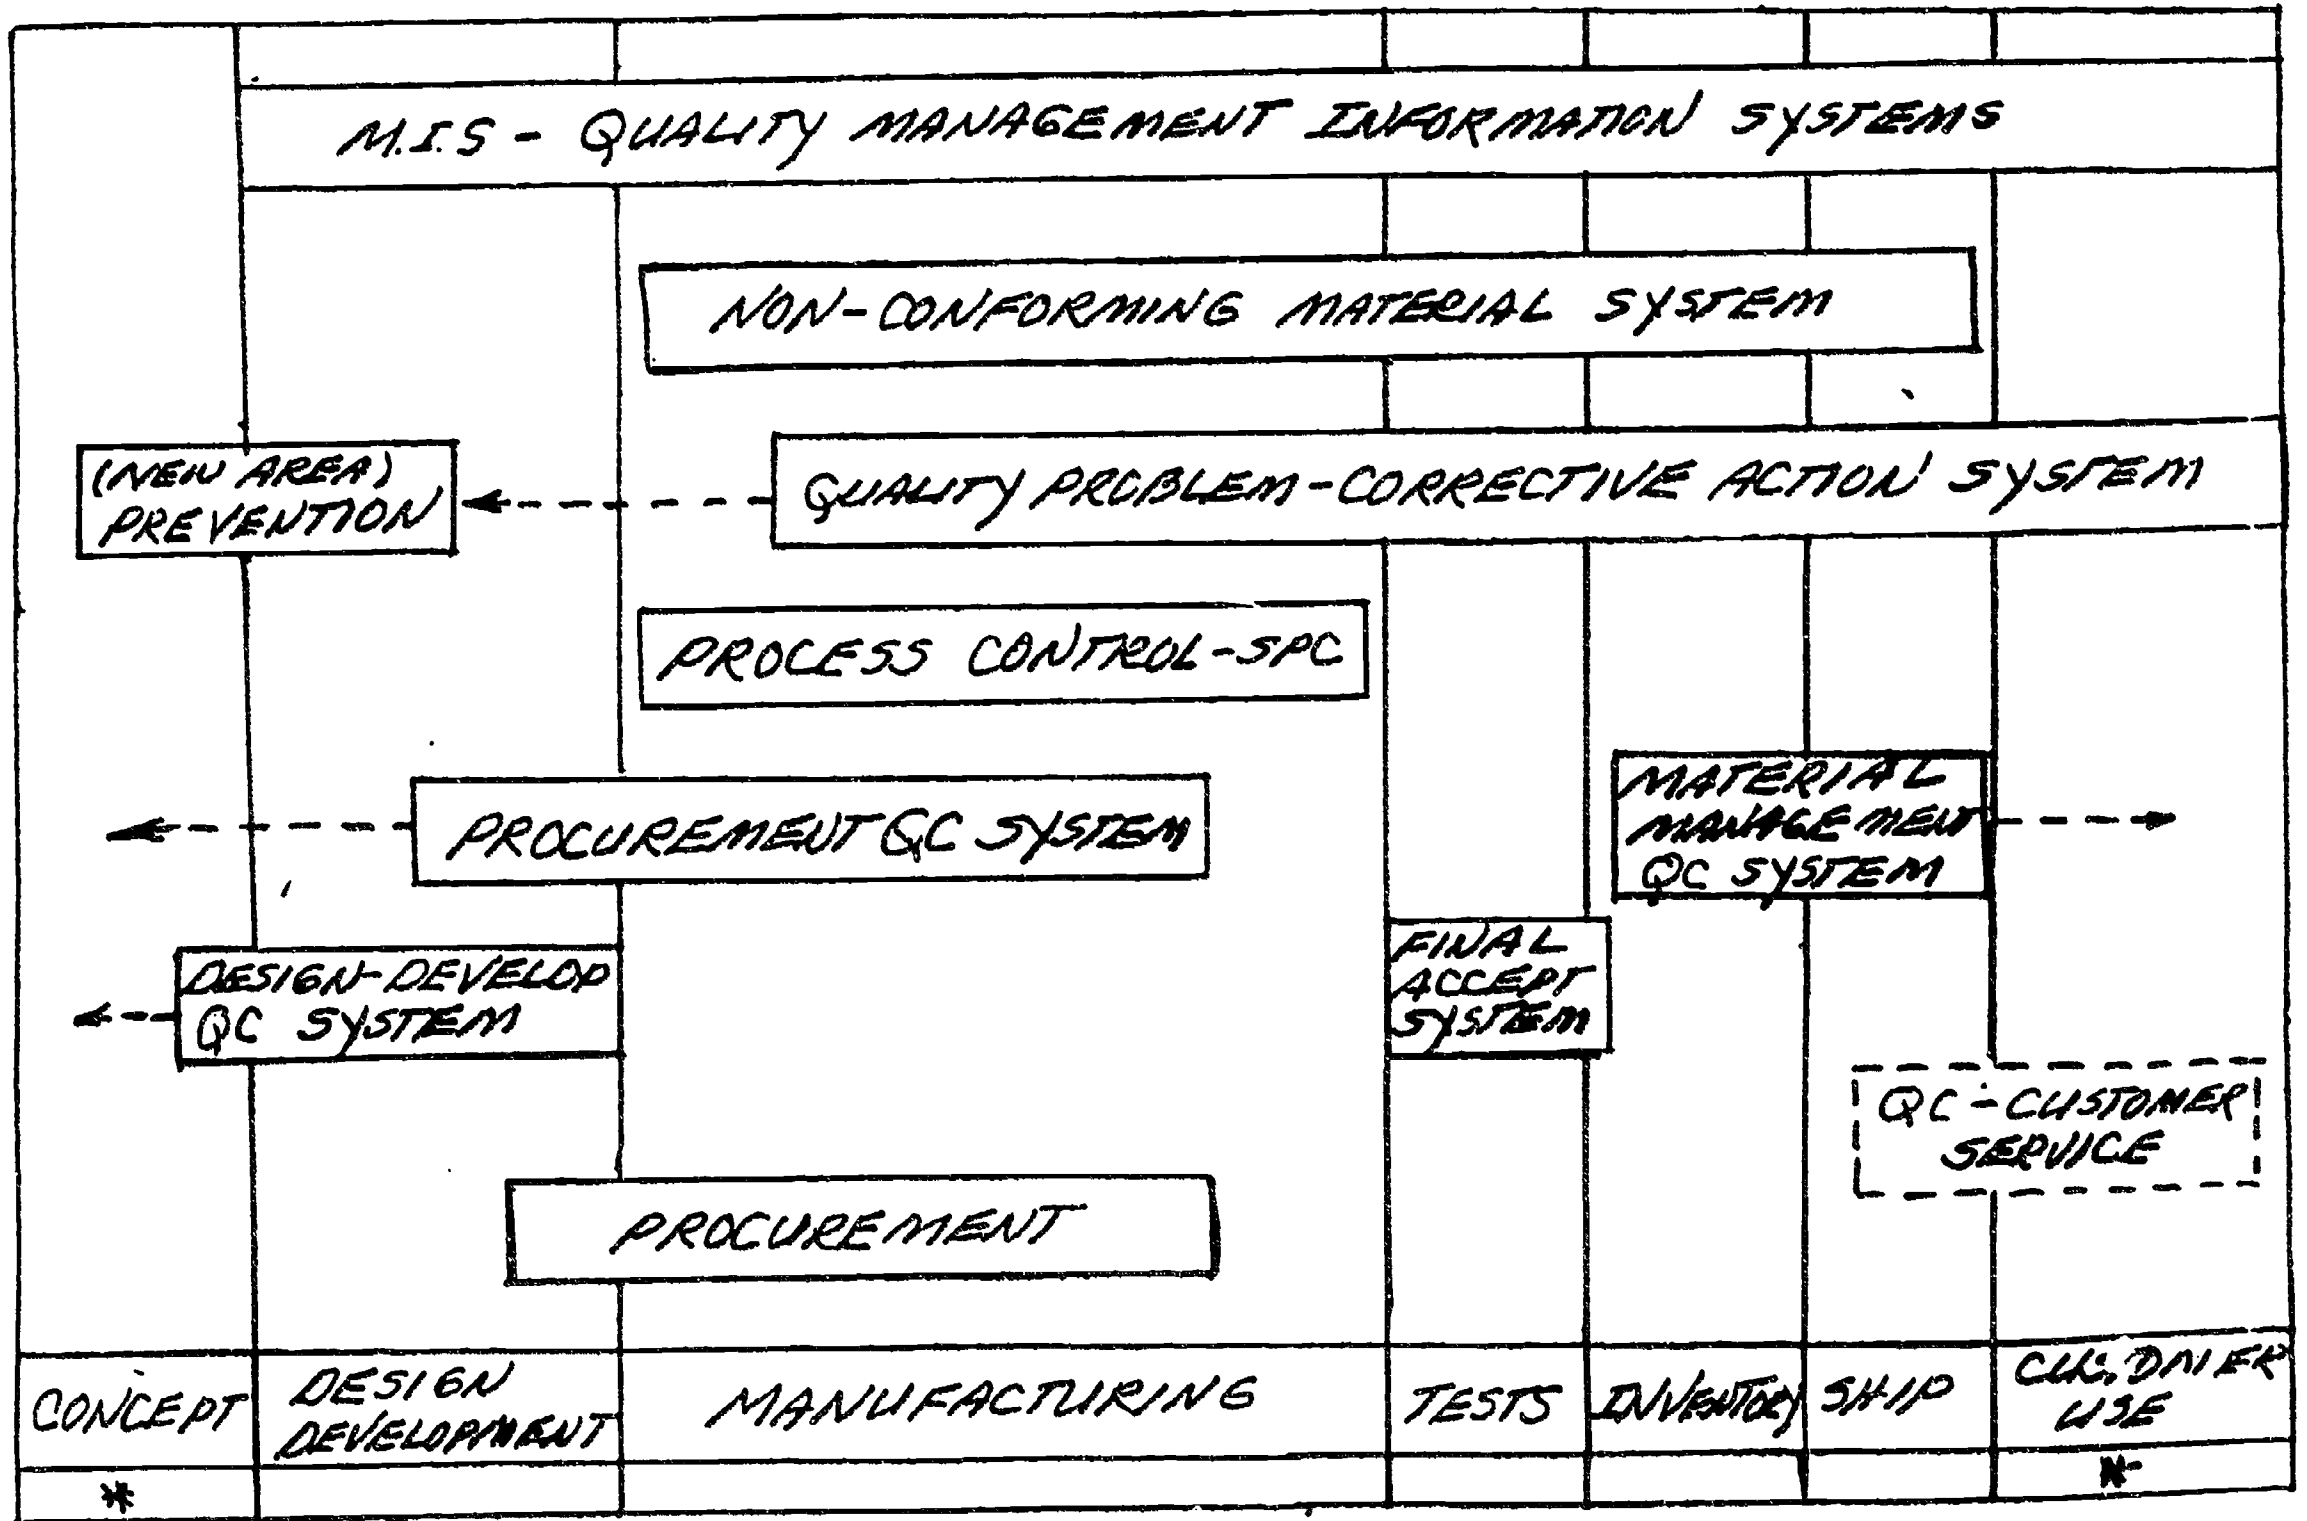 M.I.S - QUALITY MANAGEMENT INFORMATION SYSTEMS
NON-CONFORMING MATERIAL SYSTEM
(NEW AREA)
PREVENTION
QUALITY PROBLEM-CORRECTIVE ACTION SYSTEM
PROCESS CONTROL-SPC
PROCUREMENT QC SYSTEM
MATERIAL
MANAGEMENT
QC SYSTEM
DESIGN-DEVELOP
QC SYSTEM
FINAL
ACCEPT
SYSTEM
QC - CUSTOMER
SERVICE
PROCUREMENT
CONCEPT
DESIGN
DEVELOPMENT
MANUFACTURING
TESTS
INVENTORY
SHIP
USE
*
*